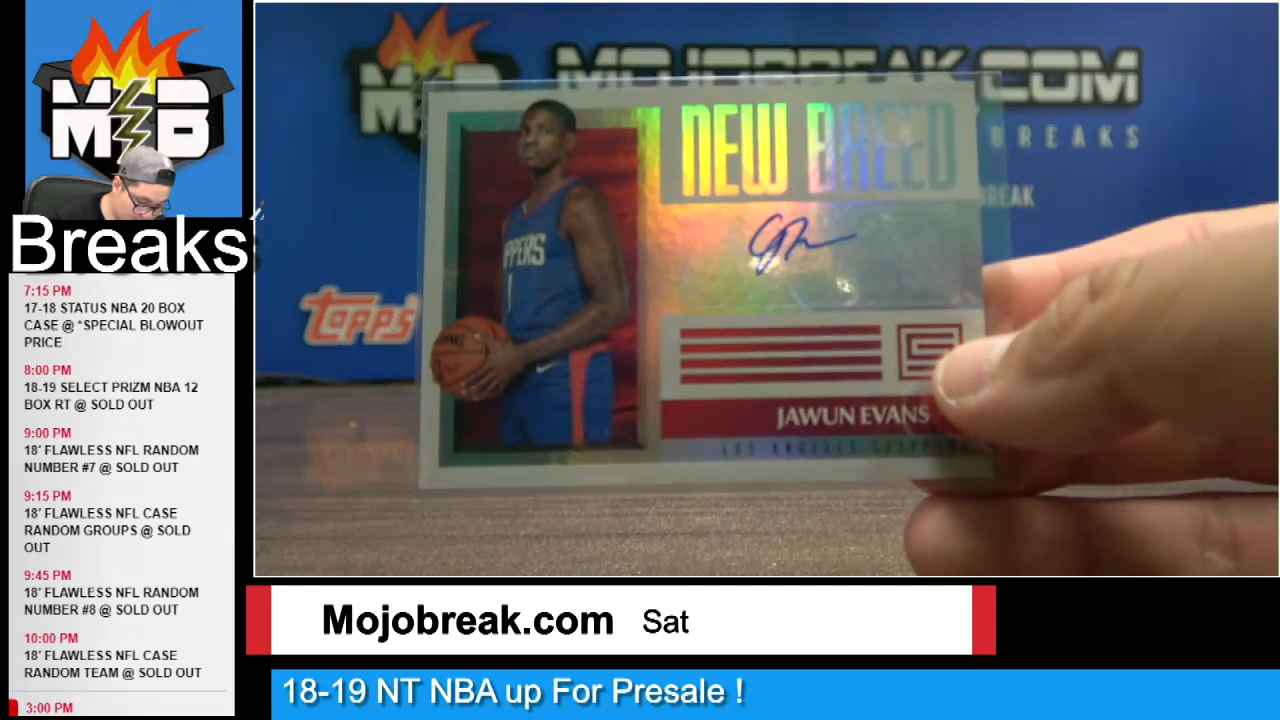 M B
Breaks
7:15 PM
17-18 STATUS NBA 20 BOX
CASE @ *SPECIAL BLOWOUT
PRICE
8:00 PM
18-19 SELECT PRIZM NBA 12
BOX RT @ SOLD OUT
9:00 PM
18' FLAWLESS NFL RANDOM
NUMBER #7 @ SOLD OUT
9:15 PM
18' FLAWLESS NFL CASE
RANDOM GROUPS @ SOLD
OUT
9:45 PM
18' FLAWLESS NFL RANDOM
NUMBER #8 @ SOLD OUT
10:00 PM
18' FLAWLESS NFL CASE
RANDOM TEAM @ SOLD OUT
3:00 PM
MOJOBREAK.COM
BREAKS
BREAK
Topps
NEW BREED
PPERS
1
JAWUN EVANS
LOS ANGELES CLIPPERS
Mojobreak.com Sat
18-19 NT NBA up For Presale !